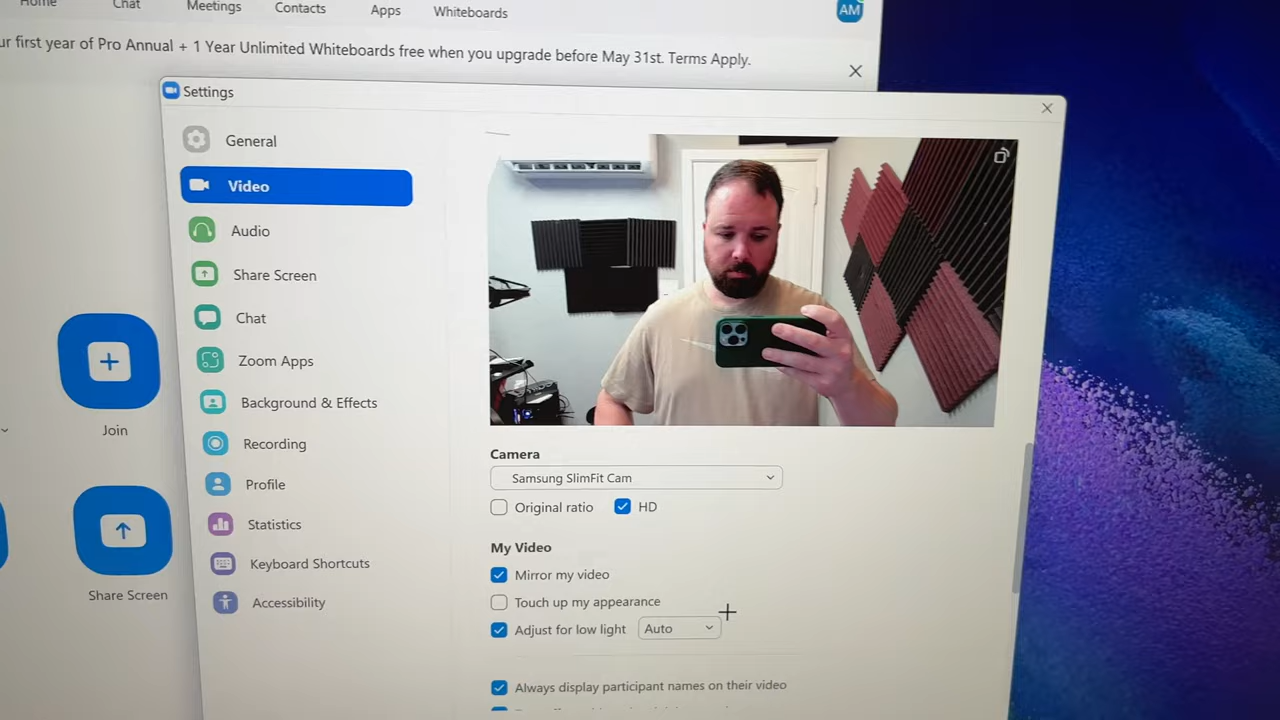 Home Chat Meetings Contacts Apps Whiteboards AM
ur first year of Pro Annual + 1 Year Unlimited Whiteboards free when you upgrade before May 31st. Terms Apply.
Settings
General
Video
Audio
Share Screen
Chat
Zoom Apps
Background & Effects
Recording
Profile
Statistics
Keyboard Shortcuts
Accessibility
Join
Share Screen
Camera
Samsung SlimFit Cam
Original ratio HD
My Video
Mirror my video
Touch up my appearance
Adjust for low light Auto
Always display participant names on their video